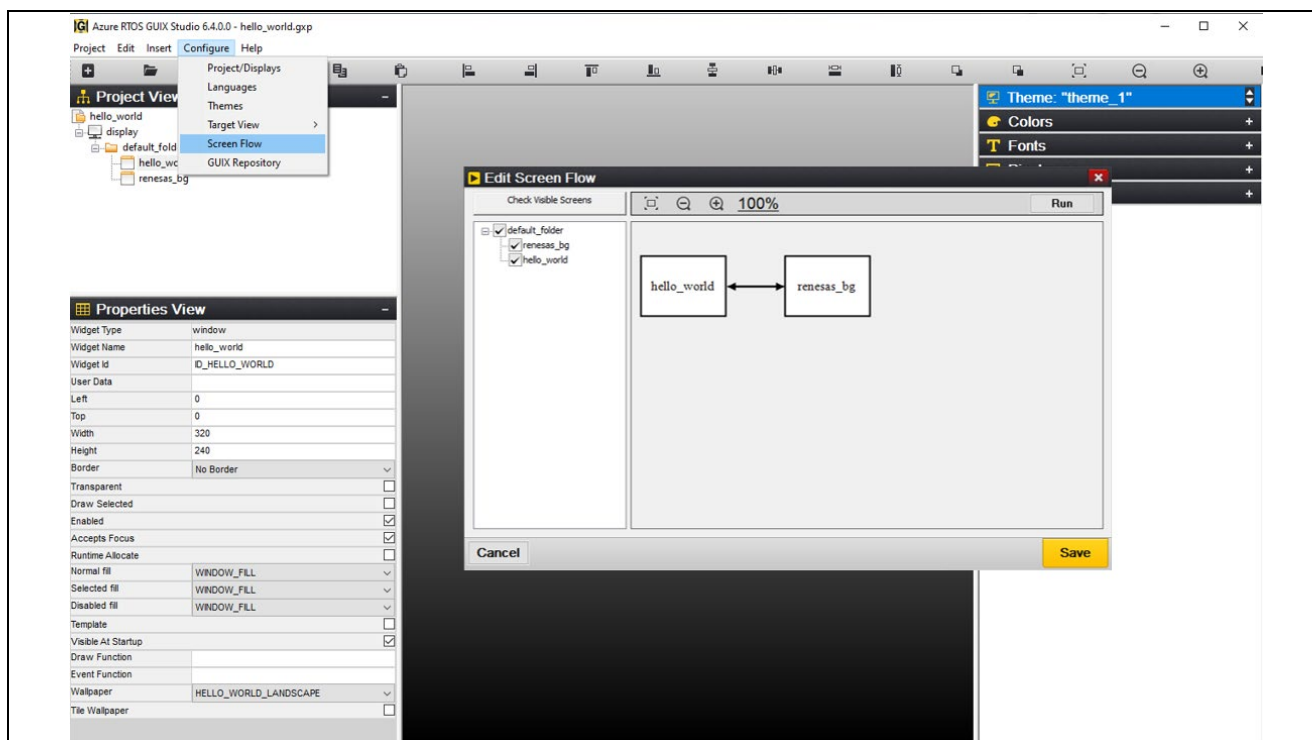 Azure RTOS GUIX Studio 6.4.0.0 - hello_world.gxp
Project Edit Insert Configure Help
Project/Displays
Languages
Themes
Target View
Screen Flow
GUIX Repository
Project View
hello_world
display
default_fold
hello_wo
renesas_bg
Theme: "theme_1"
Colors
Fonts
Edit Screen Flow
Check Visible Screens
100%
Run
default_folder
renesas_bg
hello_world
hello_world
renesas_bg
Cancel
Save
Properties View
Widget Type window
Widget Name hello_world
Widget Id ID_HELLO_WORLD
User Data
Left 0
Top 0
Width 320
Height 240
Border No Border
Transparent
Draw Selected
Enabled
Accepts Focus
Runtime Allocate
Normal fill WINDOW_FILL
Selected fill WINDOW_FILL
Disabled fill WINDOW_FILL
Template
Visible At Startup
Draw Function
Event Function
Wallpaper HELLO_WORLD_LANDSCAPE
Tile Wallpaper